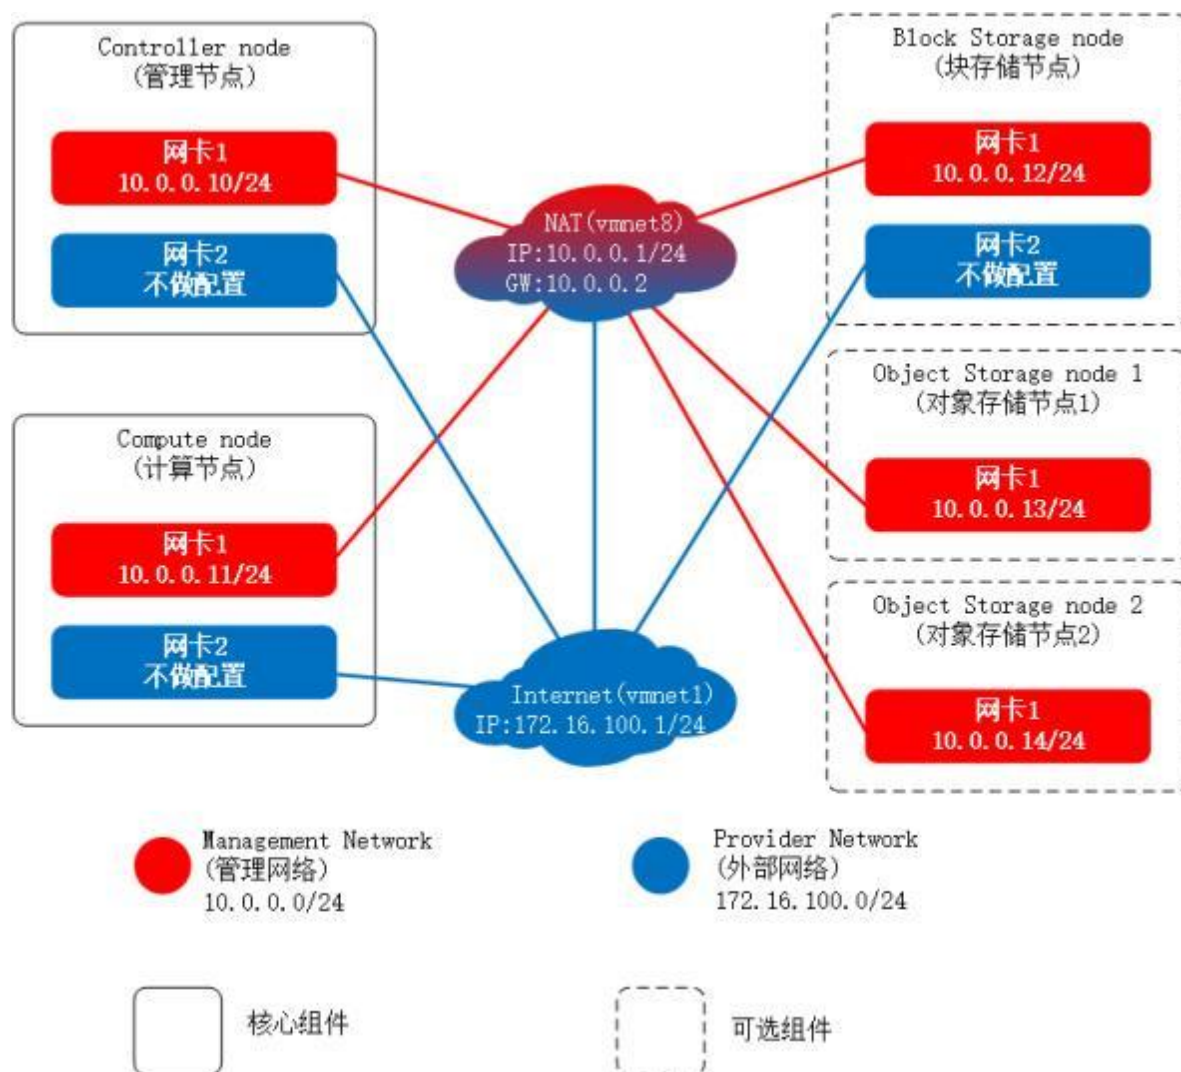 Controller node
(管理节点)
网卡1
10.0.0.10/24
网卡2
不做配置
Compute node
(计算节点)
网卡1
10.0.0.11/24
网卡2
不做配置
NAT(vmnet8)
IP:10.0.0.1/24
GW:10.0.0.2
Internet(vmnet1)
IP:172.16.100.1/24
Block Storage node
(块存储节点)
网卡1
10.0.0.12/24
网卡2
不做配置
Object Storage node 1
(对象存储节点1)
网卡1
10.0.0.13/24
Object Storage node 2
(对象存储节点2)
网卡1
10.0.0.14/24
Management Network
(管理网络)
10.0.0.0/24
Provider Network
(外部网络)
172.16.100.0/24
核心组件
可选组件